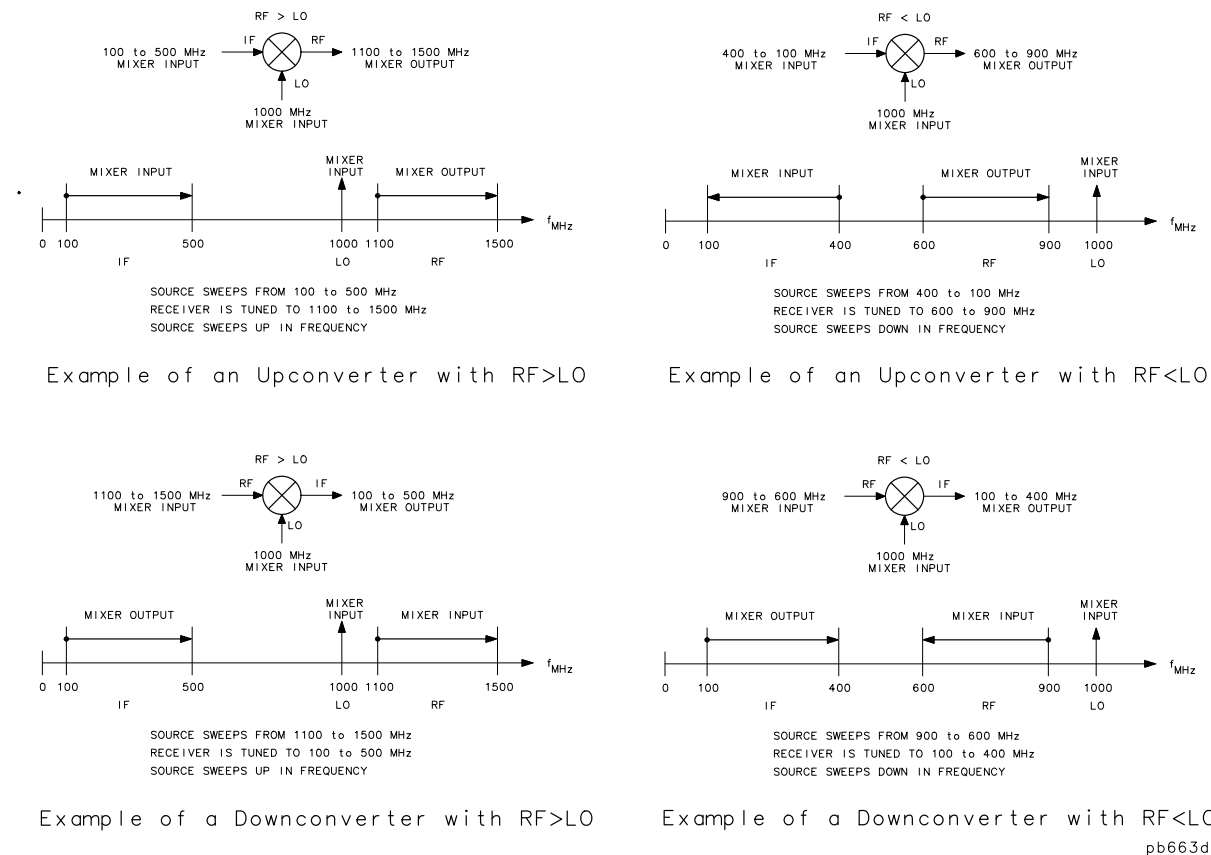 RF > LO
IF
RF
100 to 500 MHz
MIXER INPUT
1100 to 1500 MHz
MIXER OUTPUT
LO
1000 MHz
MIXER INPUT
MIXER INPUT
MIXER
INPUT
MIXER OUTPUT
fMHz
0 100 500 1000 1100 1500
IF LO RF
SOURCE SWEEPS FROM 100 to 500 MHz
RECEIVER IS TUNED TO 1100 to 1500 MHz
SOURCE SWEEPS UP IN FREQUENCY
Example of an Upconverter with RF>LO
RF < LO
IF
RF
400 to 100 MHz
MIXER INPUT
600 to 900 MHz
MIXER OUTPUT
LO
1000 MHz
MIXER INPUT
MIXER INPUT
MIXER OUTPUT
MIXER
INPUT
fMHz
0 100 400 600 900 1000
IF RF LO
SOURCE SWEEPS FROM 400 to 100 MHz
RECEIVER IS TUNED TO 600 to 900 MHz
SOURCE SWEEPS DOWN IN FREQUENCY
Example of an Upconverter with RF<LO
RF > LO
RF
IF
1100 to 1500 MHz
MIXER INPUT
100 to 500 MHz
MIXER OUTPUT
LO
1000 MHz
MIXER INPUT
MIXER OUTPUT
MIXER
INPUT
MIXER INPUT
fMHz
0 100 500 1000 1100 1500
IF LO RF
SOURCE SWEEPS FROM 1100 to 1500 MHz
RECEIVER IS TUNED TO 100 to 500 MHz
SOURCE SWEEPS UP IN FREQUENCY
Example of a Downconverter with RF>LO
RF < LO
RF
IF
900 to 600 MHz
MIXER INPUT
100 to 400 MHz
MIXER OUTPUT
LO
1000 MHz
MIXER INPUT
MIXER OUTPUT
MIXER INPUT
MIXER
INPUT
fMHz
0 100 400 600 900 1000
IF RF LO
SOURCE SWEEPS FROM 900 to 600 MHz
RECEIVER IS TUNED TO 100 to 400 MHz
SOURCE SWEEPS DOWN IN FREQUENCY
Example of a Downconverter with RF<LO
pb663d